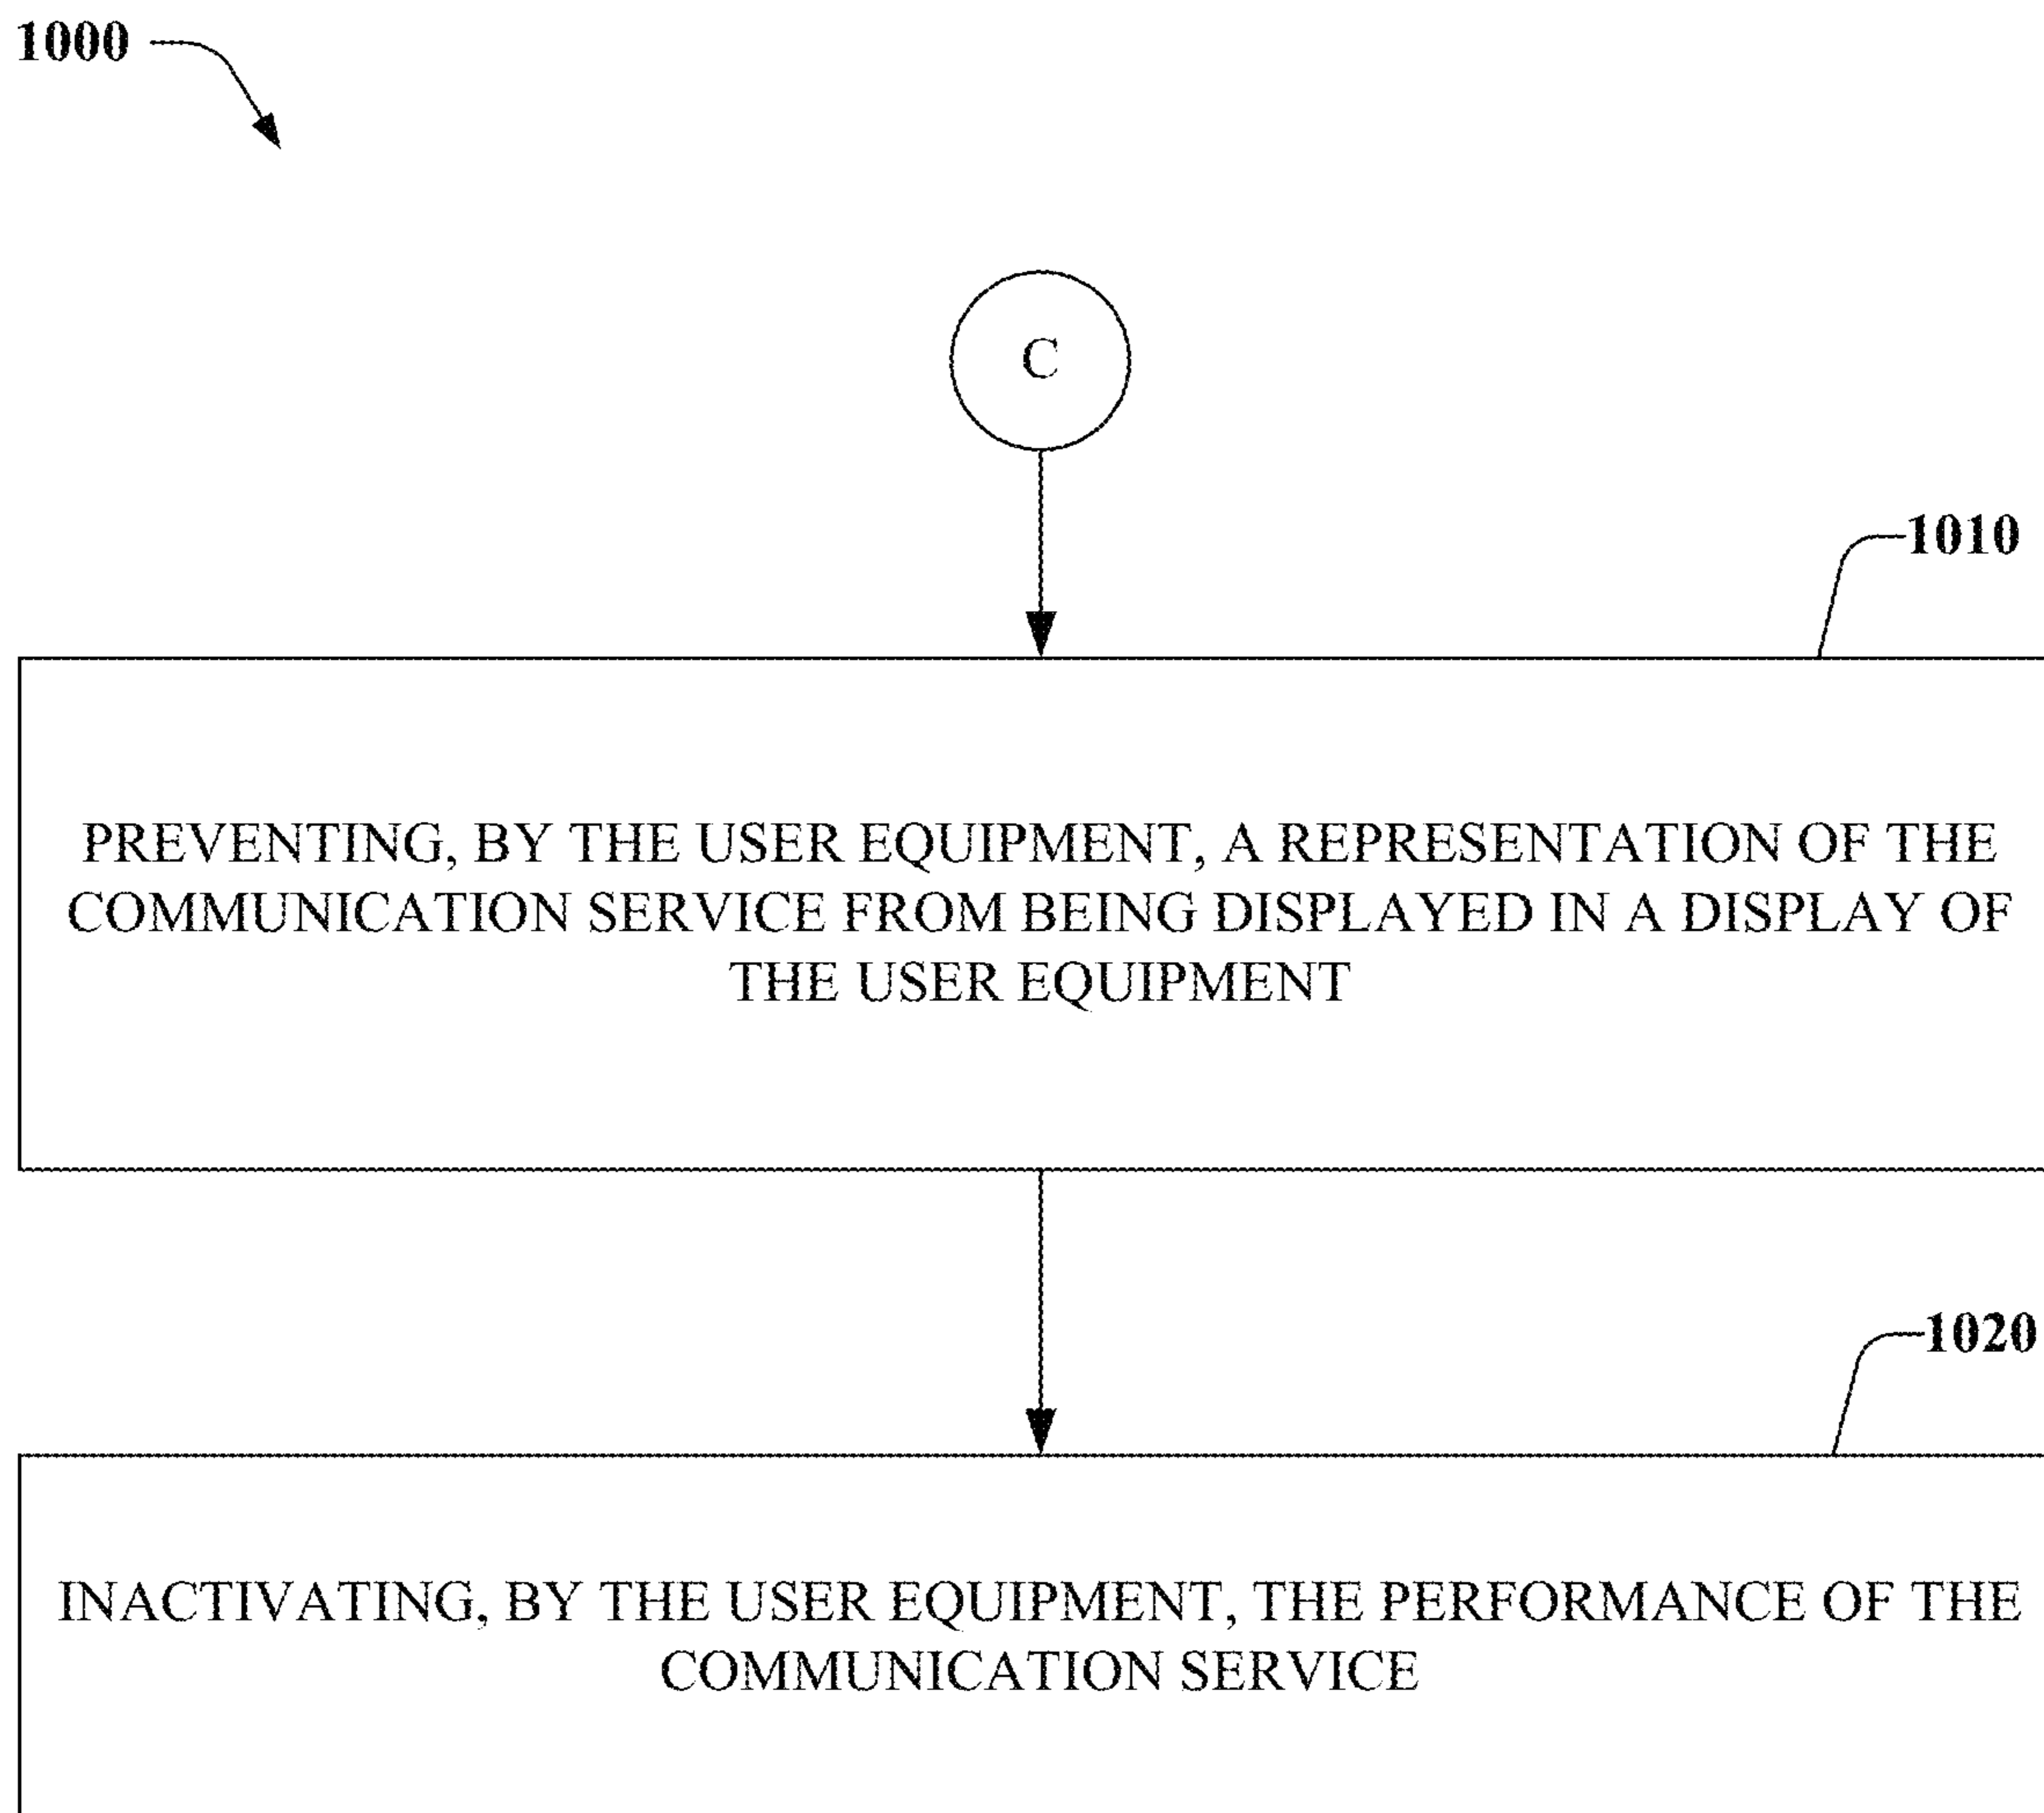 1000
C
1010
PREVENTING, BY THE USER EQUIPMENT, A REPRESENTATION OF THE
COMMUNICATION SERVICE FROM BEING DISPLAYED IN A DISPLAY OF
THE USER EQUIPMENT
1020
INACTIVATING, BY THE USER EQUIPMENT, THE PERFORMANCE OF THE
COMMUNICATION SERVICE